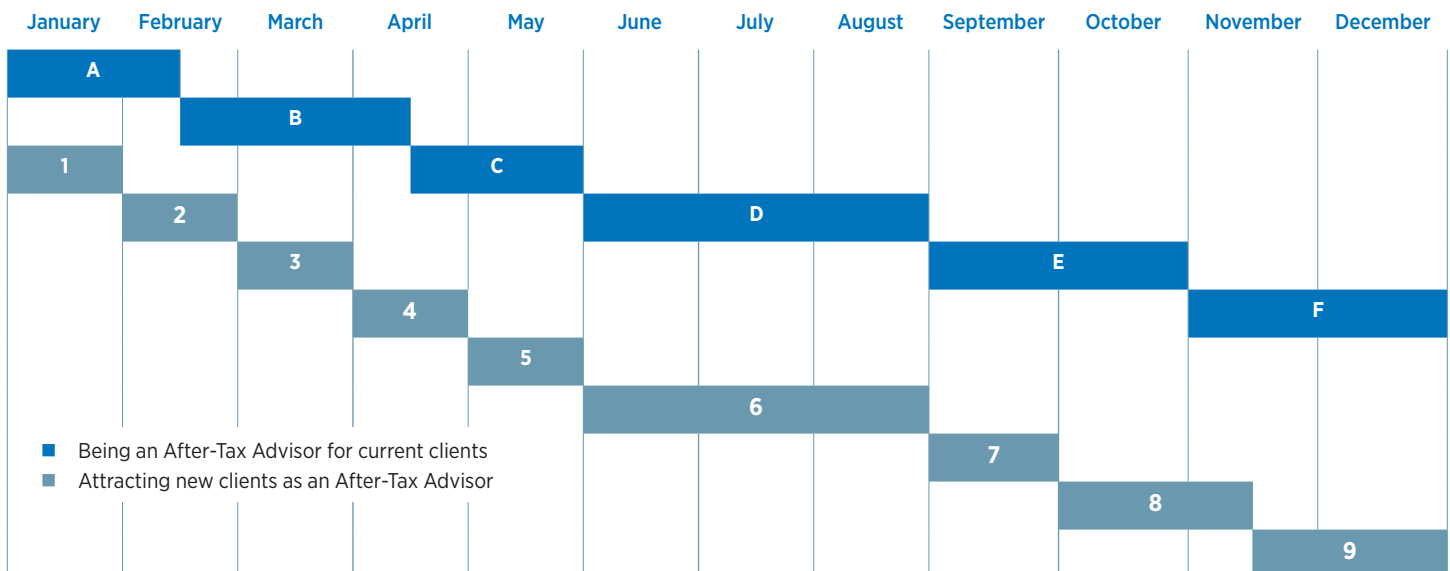 January February March April May June July August September October November December
A
B
1 C
2 D
3 E
4 F
5
6
Being an After-Tax Advisor for current clients
7
Attracting new clients as an After-Tax Advisor
8
9